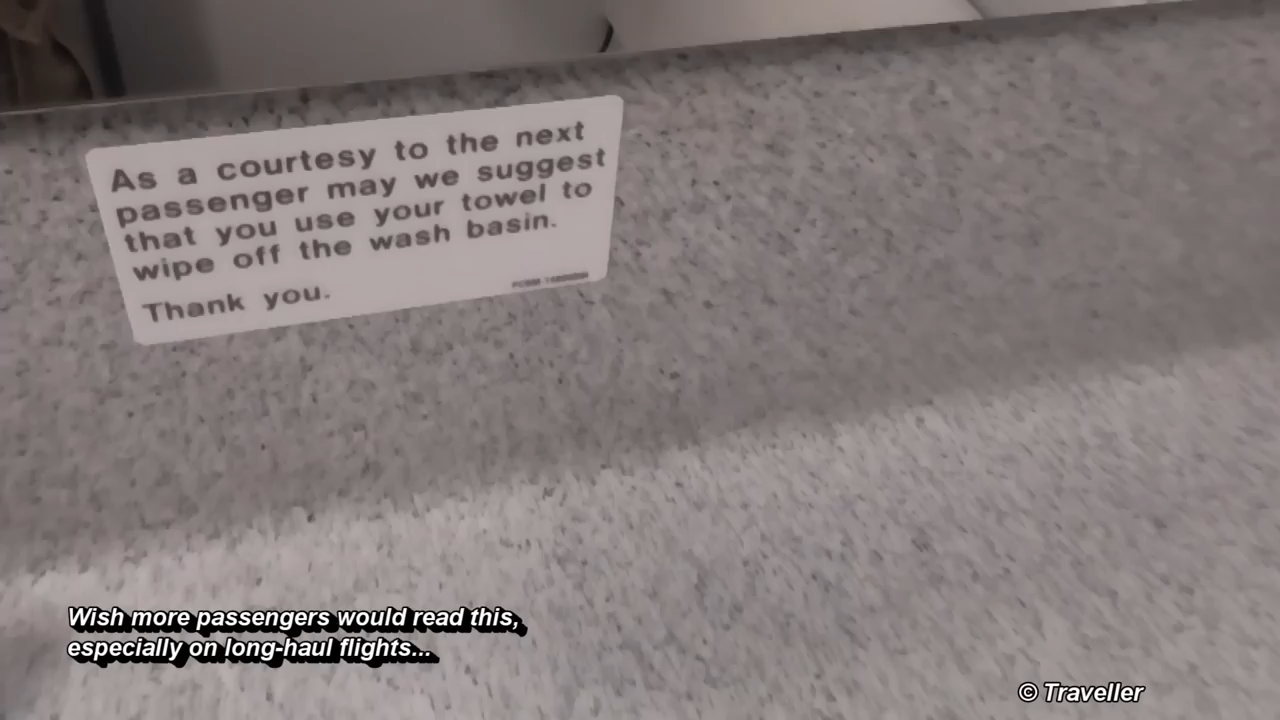 As a courtesy to the next
passenger may we suggest
that you use your towel to
wipe off the wash basin.
Thank you.
Wish more passengers would read this,
especially on long-haul flights...
© Traveller